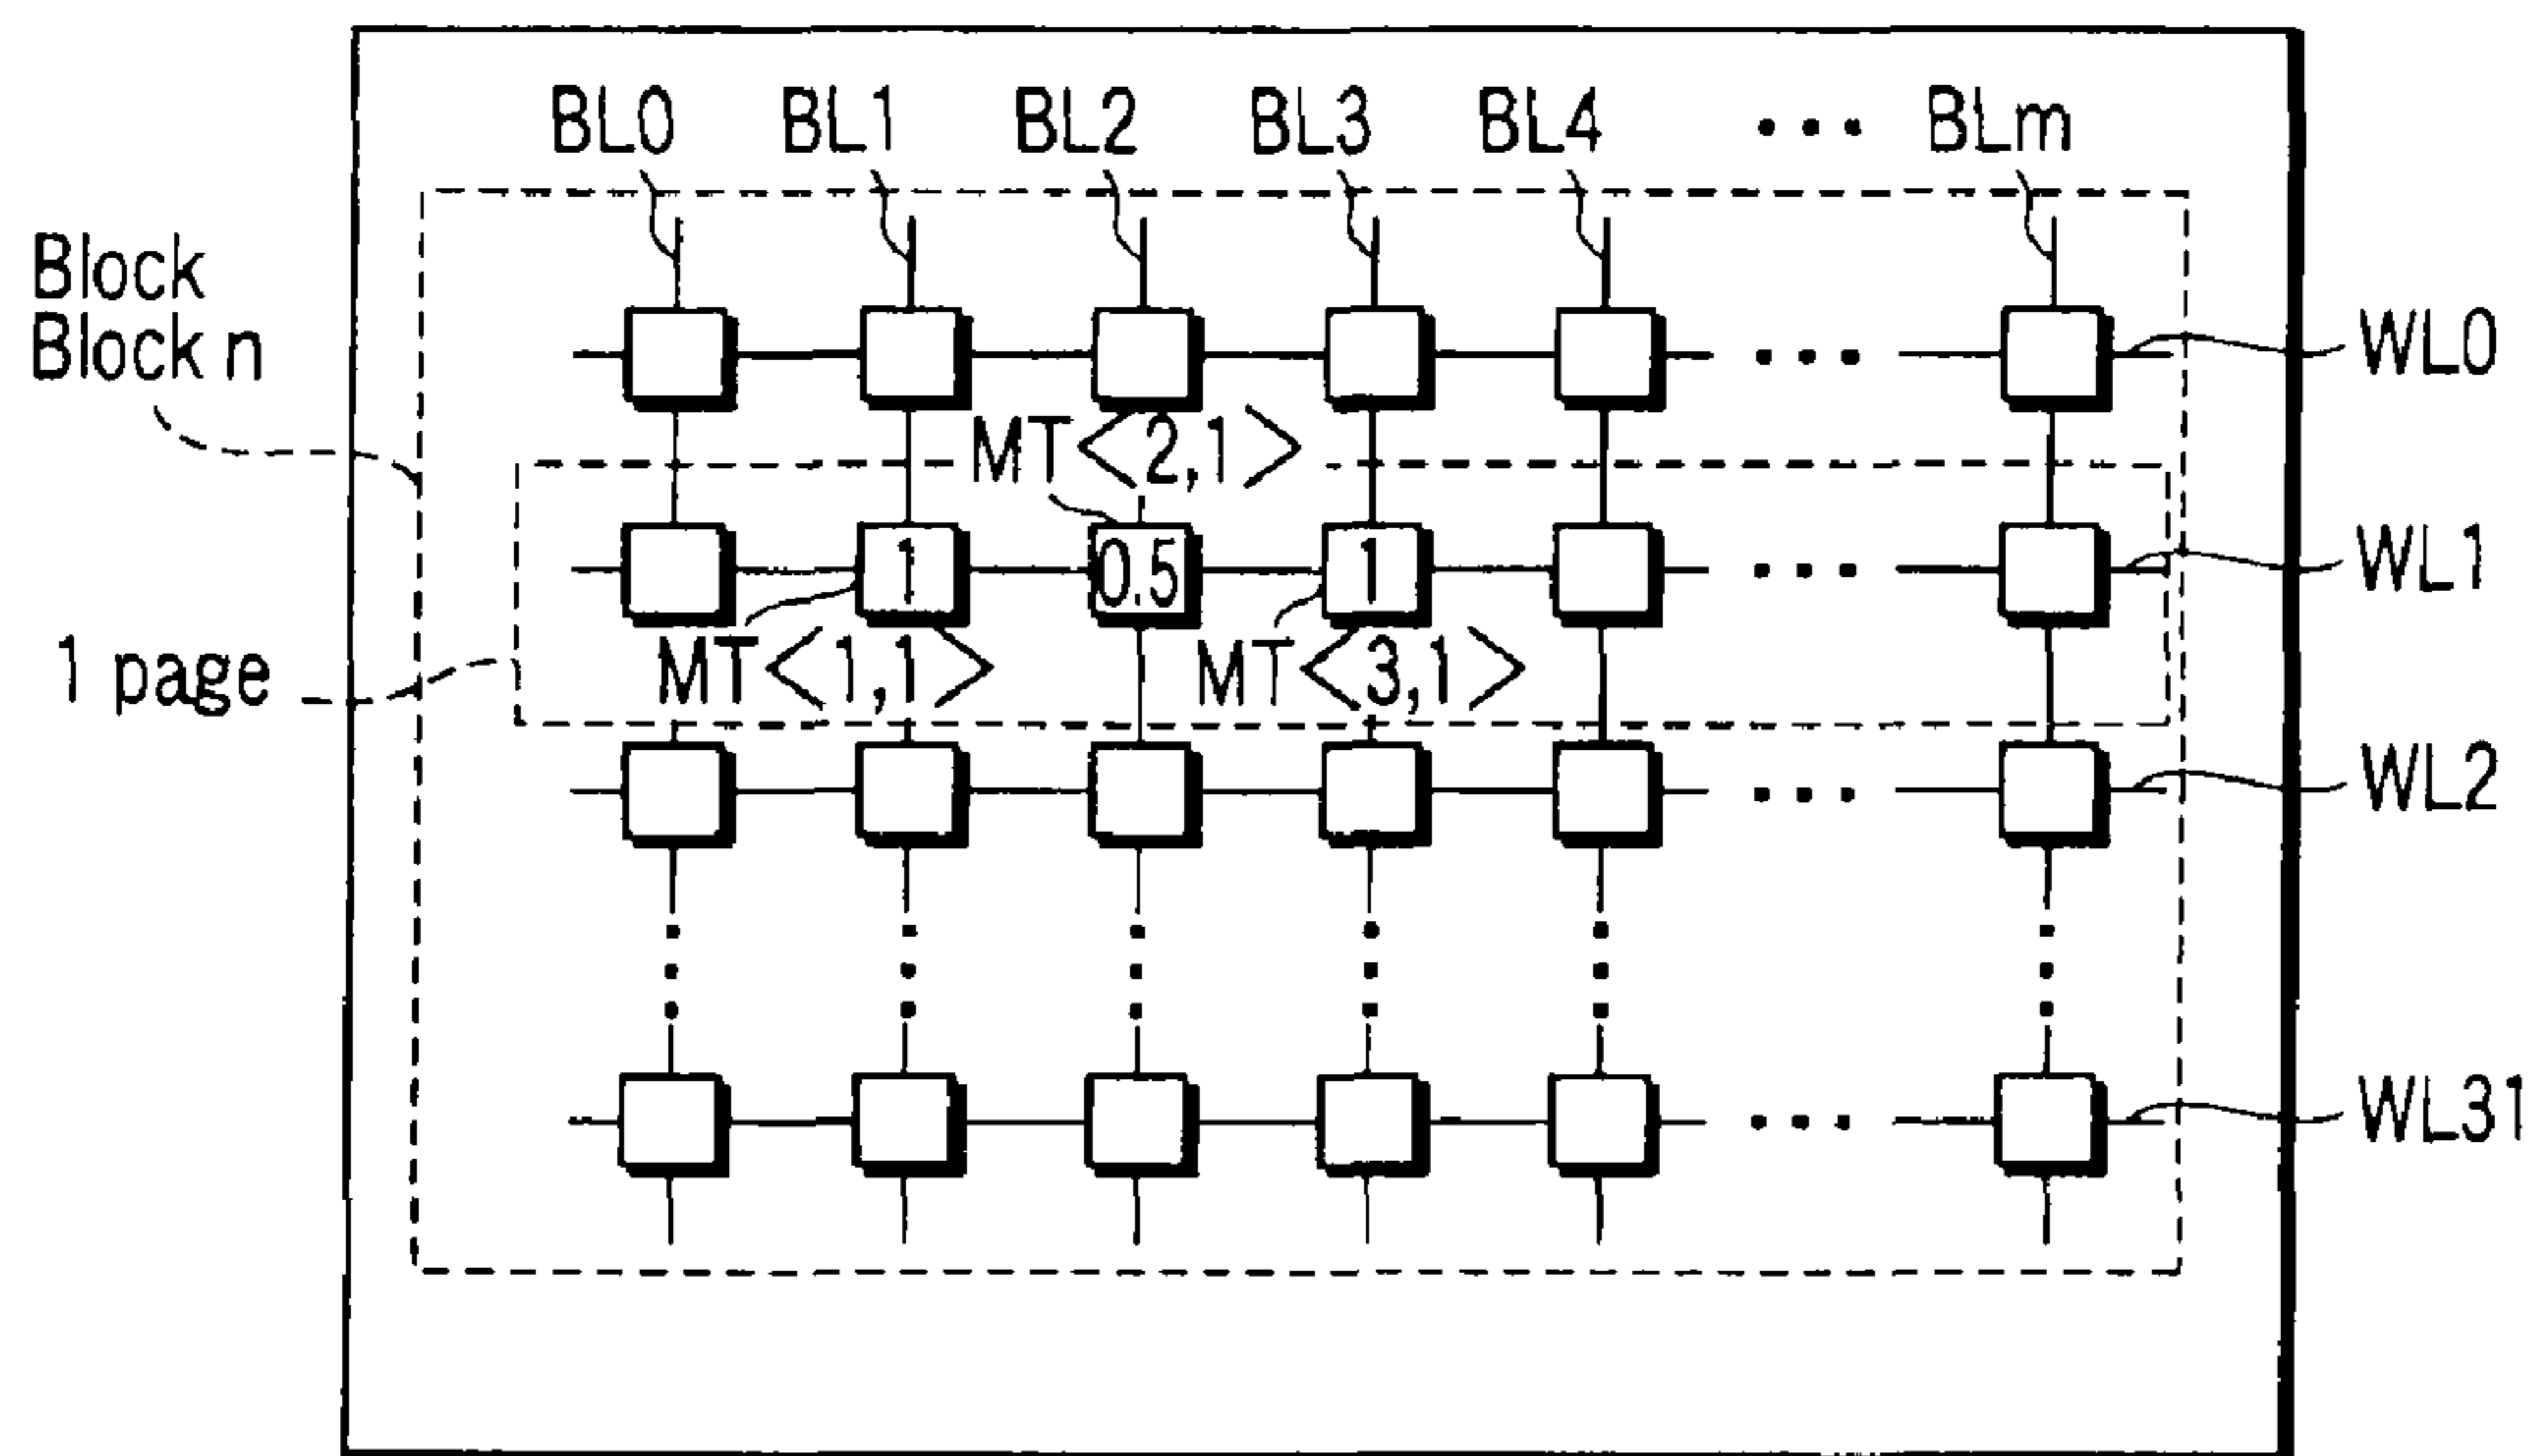 BL0 BL1 BL2 BL3 BL4 ... BLm
Block
Block n
WL0
MT<2,1>
1 0.5 1
WL1
1 page
MT<1,1> MT<3,1>
... WL2
... WL31